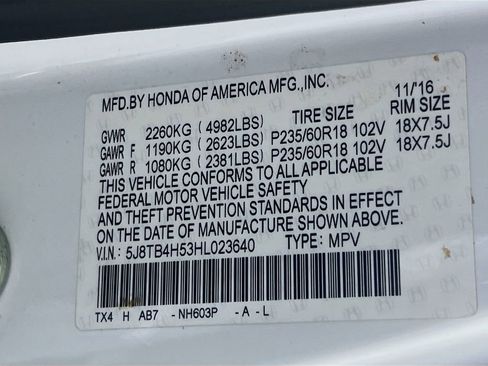 MFD.BY HONDA OF AMERICA MFG.,INC. 11/16
TIRE SIZE RIM SIZE
GVWR 2260KG (4982LBS)
GAWR F 1190KG (2623LBS) P235/60R18 102V 18X7.5J
GAWR R 1080KG (2381LBS) P235/60R18 102V 18X7.5J
THIS VEHICLE CONFORMS TO ALL APPLICABLE
FEDERAL MOTOR VEHICLE SAFETY
AND THEFT PREVENTION STANDARDS IN EFFECT
ON THE DATE OF MANUFACTURE SHOWN ABOVE.
V.I.N.: 5J8TB4H53HL023640 TYPE: MPV
TX4 H AB7 -NH603P -A-L